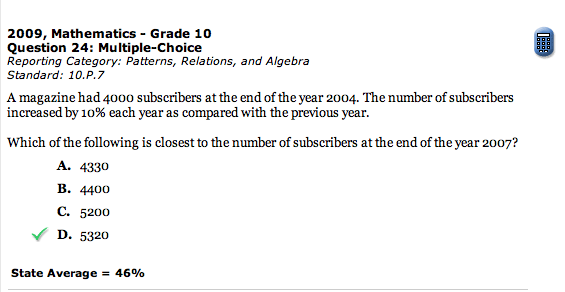 2009, Mathematics - Grade 10
Question 24: Multiple-Choice
Reporting Category: Patterns, Relations, and Algebra
Standard: 10.P.7
A magazine had 4000 subscribers at the end of the year 2004. The number of subscribers
increased by 10% each year as compared with the previous year.
Which of the following is closest to the number of subscribers at the end of the year 2007?
A. 4330
B. 4400
C. 5200
D. 5320
State Average = 46%